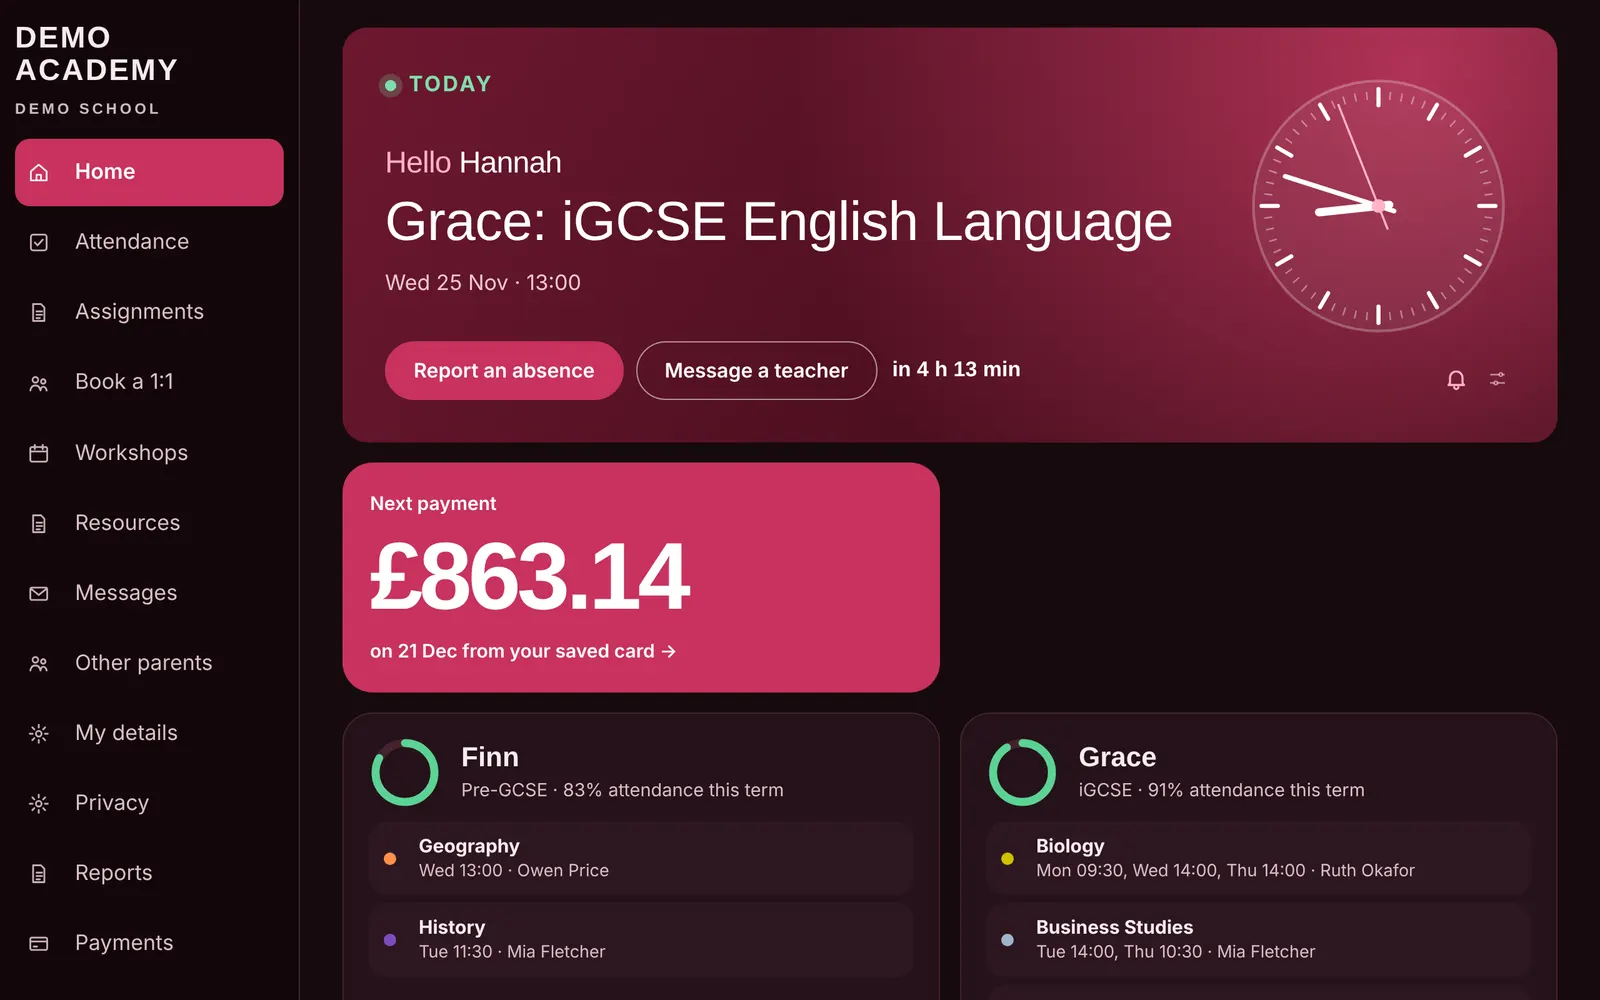 DEMO
ACADEMY
DEMO SCHOOL
Home
Attendance
Assignments
Book a 1:1
Workshops
Resources
Messages
Other parents
My details
Privacy
Reports
Payments
TODAY
Hello Hannah
Grace: iGCSE English Language
Wed 25 Nov · 13:00
Report an absence
Message a teacher
in 4 h 13 min
Next payment
£863.14
on 21 Dec from your saved card →
Finn
Pre-GCSE · 83% attendance this term
Geography
Wed 13:00 · Owen Price
History
Tue 11:30 · Mia Fletcher
Grace
iGCSE · 91% attendance this term
Biology
Mon 09:30, Wed 14:00, Thu 14:00 · Ruth Okafor
Business Studies
Tue 14:00, Thu 10:30 · Mia Fletcher